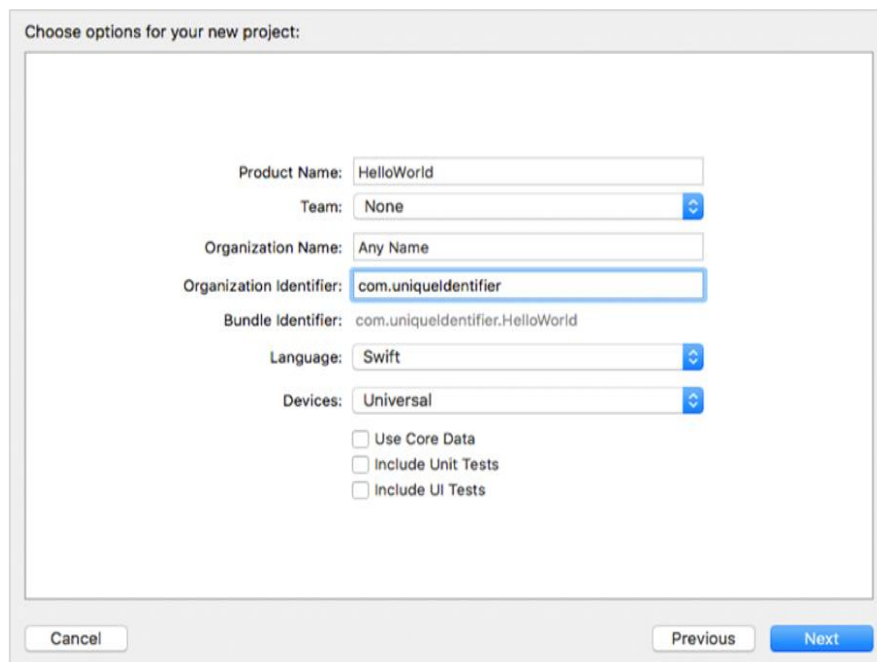 Choose options for your new project:
Product Name: HelloWorld
Team: None
Organization Name: Any Name
Organization Identifier: com.uniqueIdentifier
Bundle Identifier: com.uniqueIdentifier.HelloWorld
Language: Swift
Devices: Universal
Use Core Data
Include Unit Tests
Include UI Tests
Cancel Previous Next